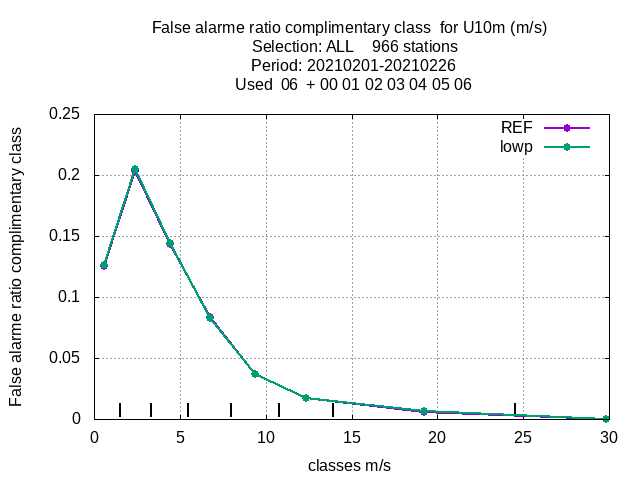 False alarme ratio complimentary class  for U10m (m/s)
Selection: ALL    966 stations
Period: 20210201-20210226
Used  06  + 00 01 02 03 04 05 06
REF
lowp
0.25
0.2
0.15
0.1
0.05
0
False alarme ratio complimentary class
0 5 10 15 20 25 30
classes m/s